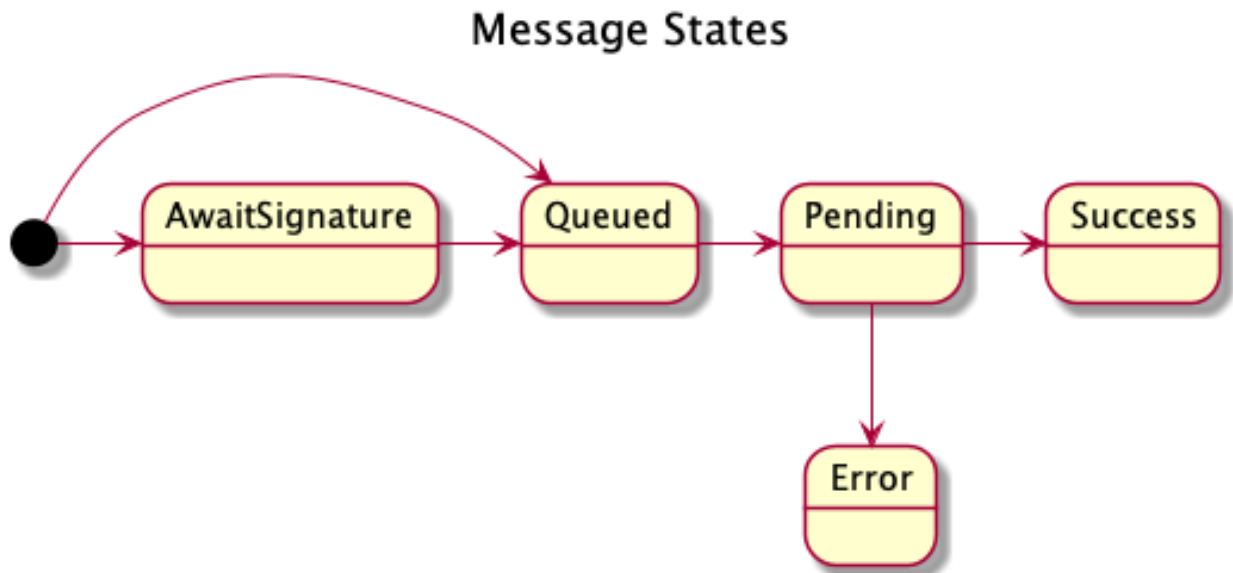 Message States
AwaitSignature
Queued
Pending
Success
Error